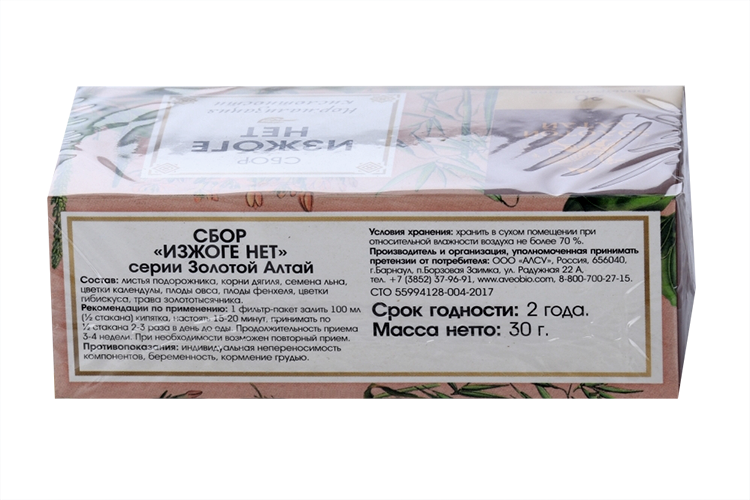 СБОР
ИЗЖОГЕ
НЕТ
Нормализация
кислотности
СБОР
«ИЗЖОГЕ НЕТ»
серии Золотой Алтай
Состав: листья подорожника, корни дягиля, семена льна,
цветки календулы, плоды овса, плоды фенхеля, цветки
гибискуса, трава золототысячника.
Рекомендации по применению: 1 фильтр-пакет залить 100 мл
(½ стакана) кипятка, настоять 15-20 минут, принимать по
½ стакана 2-3 раза в день до еды. Продолжительность приема
3-4 недели. При необходимости возможен повторный прием.
Противопоказания: индивидуальная непереносимость
компонентов, беременность, кормление грудью.
Условия хранения: хранить в сухом помещении при
относительной влажности воздуха не более 70 %.
Производитель и организация, уполномоченная принимать
претензии от потребителя: ООО «АЛСУ», Россия, 656040,
г.Барнаул, п.Борзовая Заимка, ул. Радужная 22 А,
тел. +7 (3852) 37-96-91, www.aveobio.com, 8-800-700-27-15.
СТО 55994128-004-2017
Срок годности: 2 года.
Масса нетто: 30 г.